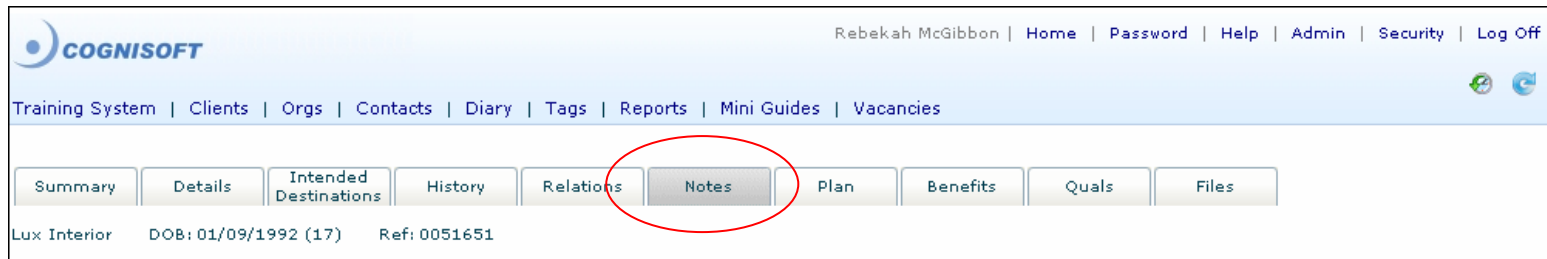 COGNISOFT
Rebekah McGibbon | Home | Password | Help | Admin | Security | Log Off
Training System | Clients | Orgs | Contacts | Diary | Tags | Reports | Mini Guides | Vacancies
Summary Details Intended Destinations History Relations Notes Plan Benefits Quals Files
Lux Interior DOB: 01/09/1992 (17) Ref: 0051651